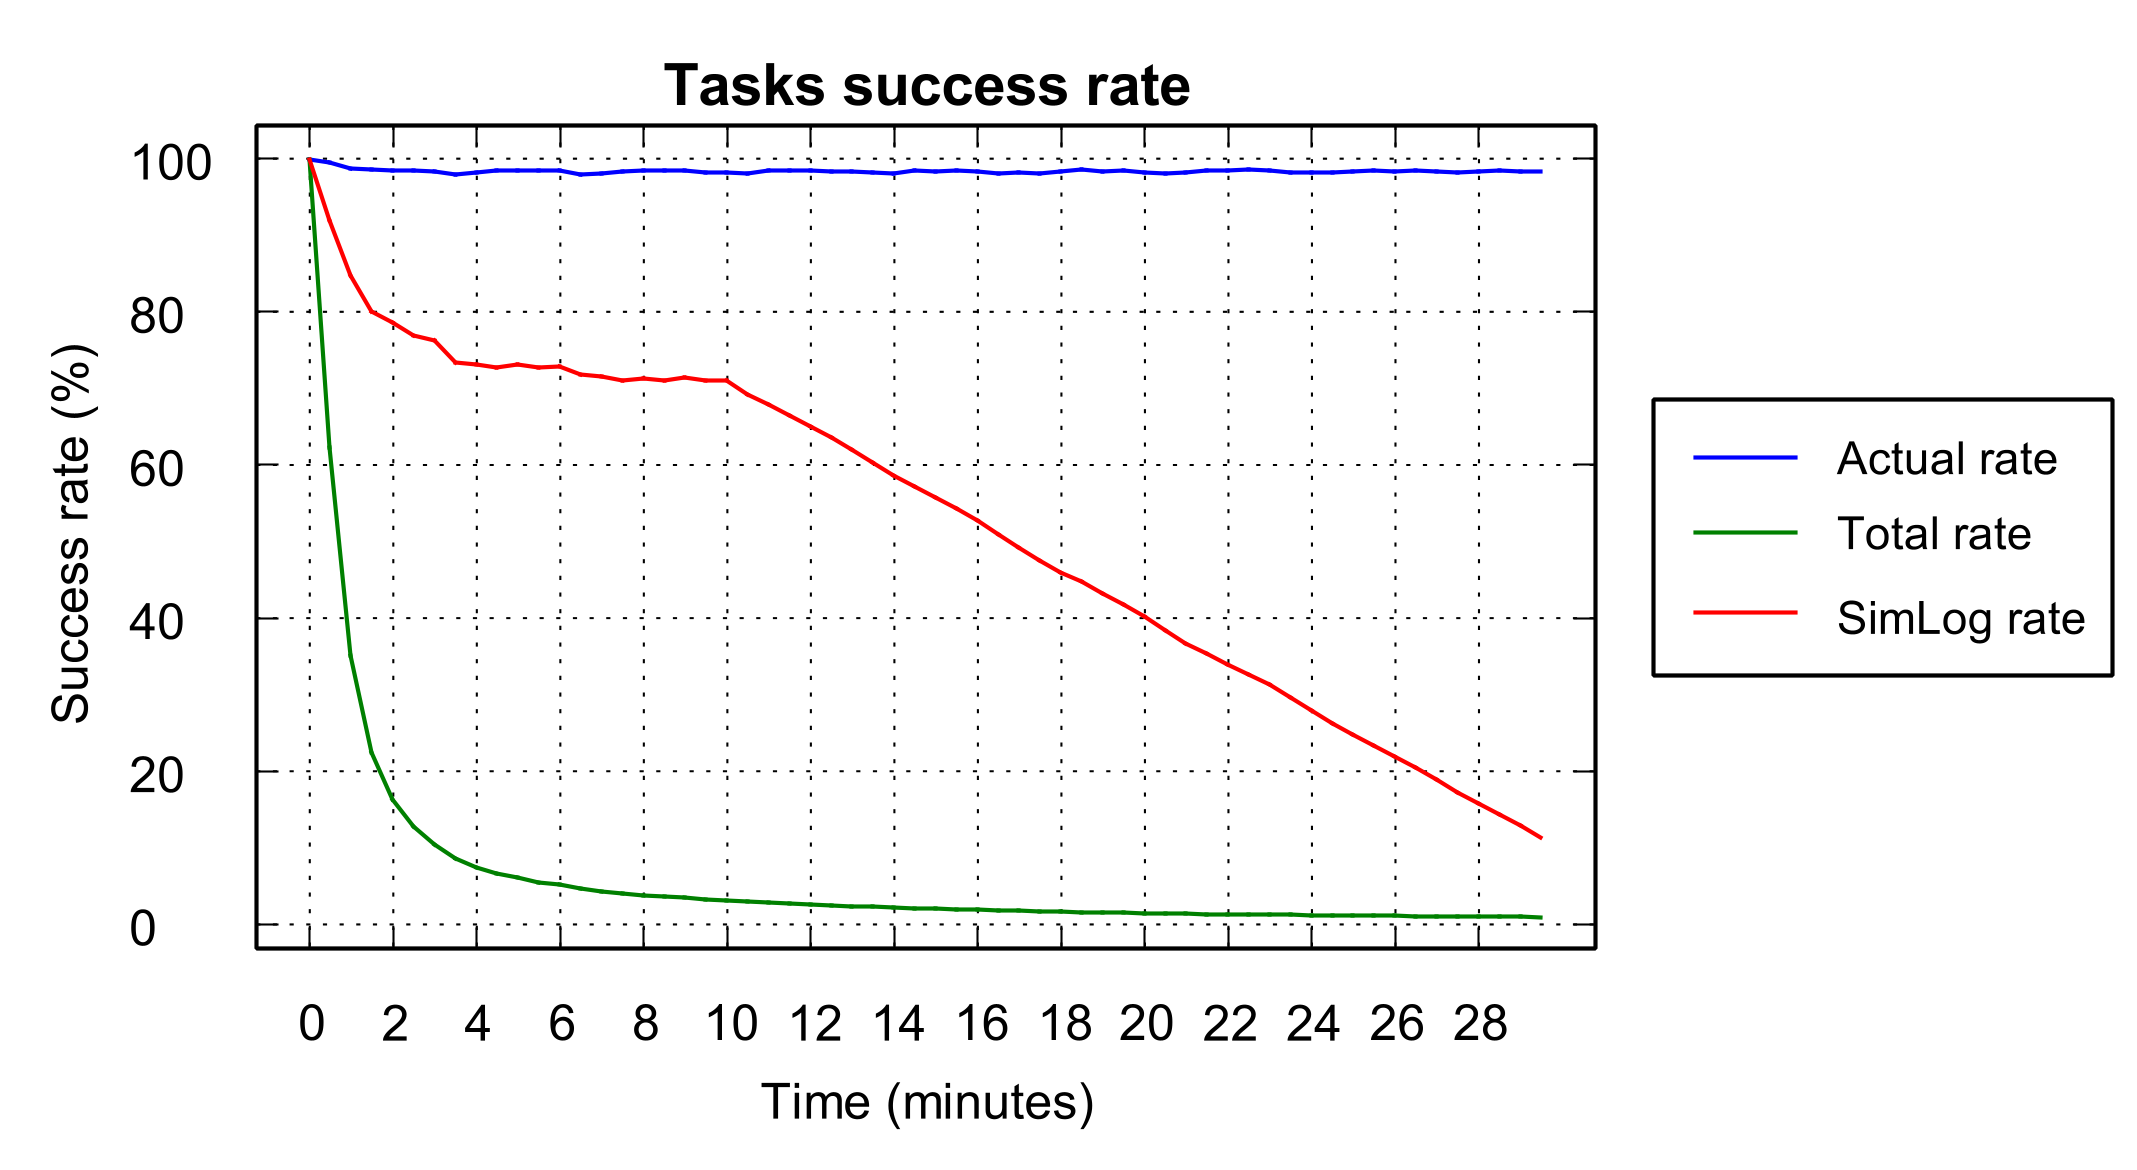 Tasks success rate
100
80
60
40
20
0
Success rate (%)
0 2 4 6 8 10 12 14 16 18 20 22 24 26 28
Time (minutes)
Actual rate
Total rate
SimLog rate